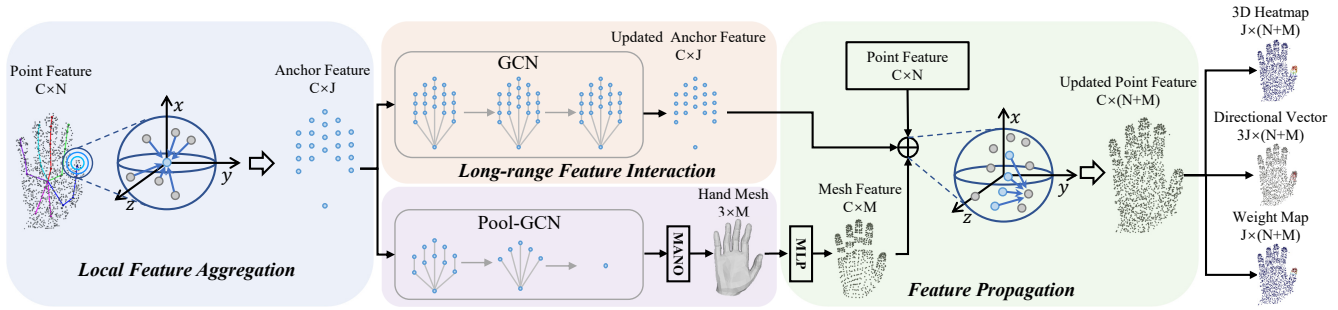 Point Feature
C×N
x
y
z
Local Feature Aggregation
Anchor Feature
C×J
GCN
Updated Anchor Feature
C×J
Long-range Feature Interaction
Pool-GCN
MANO
Hand Mesh
3×M
MLP
Mesh Feature
C×M
Point Feature
C×N
x
y
z
Feature Propagation
Updated Point Feature
C×(N+M)
3D Heatmap
J×(N+M)
Directional Vector
3J×(N+M)
Weight Map
J×(N+M)